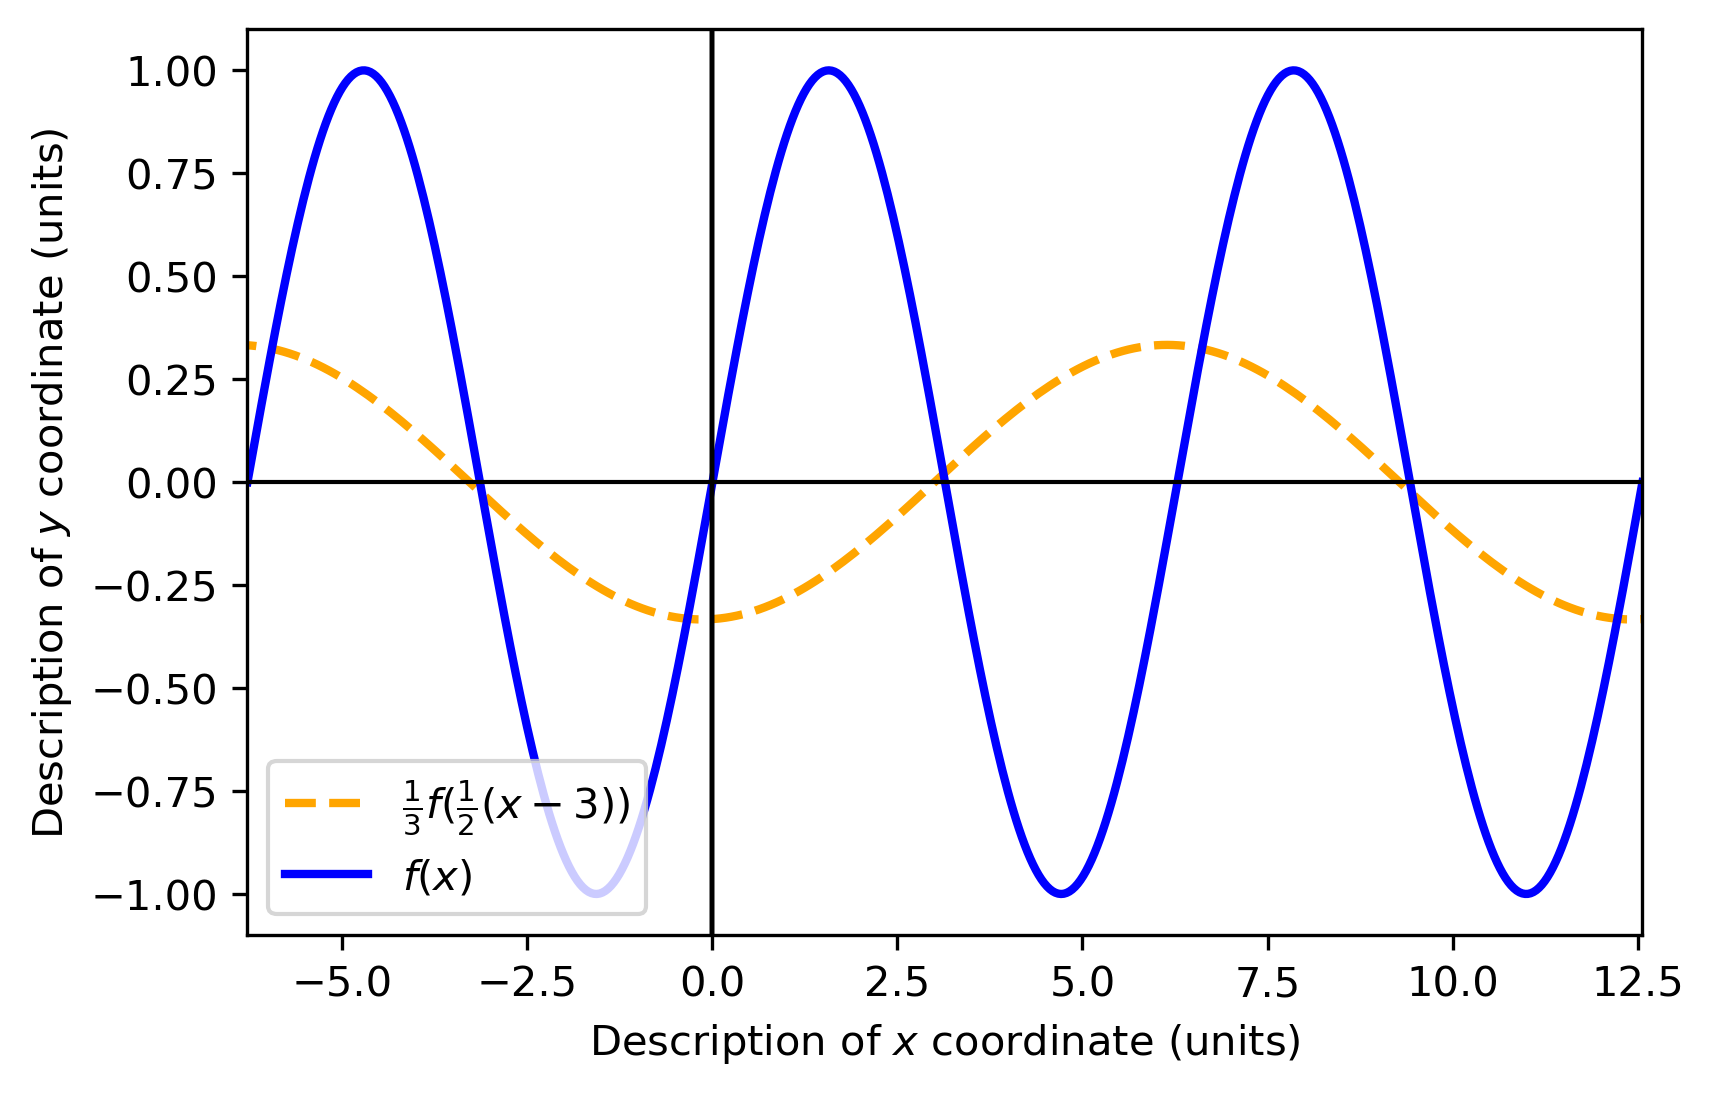 1.00
0.75
0.50
0.25
0.00
−0.25
−0.50
−0.75
−1.00
Description of y coordinate (units)
1/3 f(1/2(x − 3))
f(x)
−5.0 −2.5 0.0 2.5 5.0 7.5 10.0 12.5
Description of x coordinate (units)